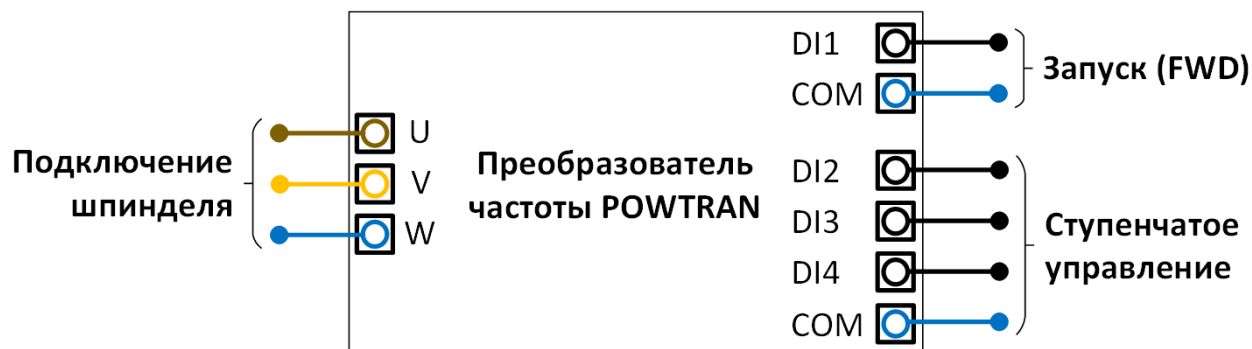 DI1
COM
Запуск (FWD)
U
V
W
Подключение
шпинделя
Преобразователь
частоты POWTRAN
DI2
DI3
DI4
COM
Ступенчатое
управление